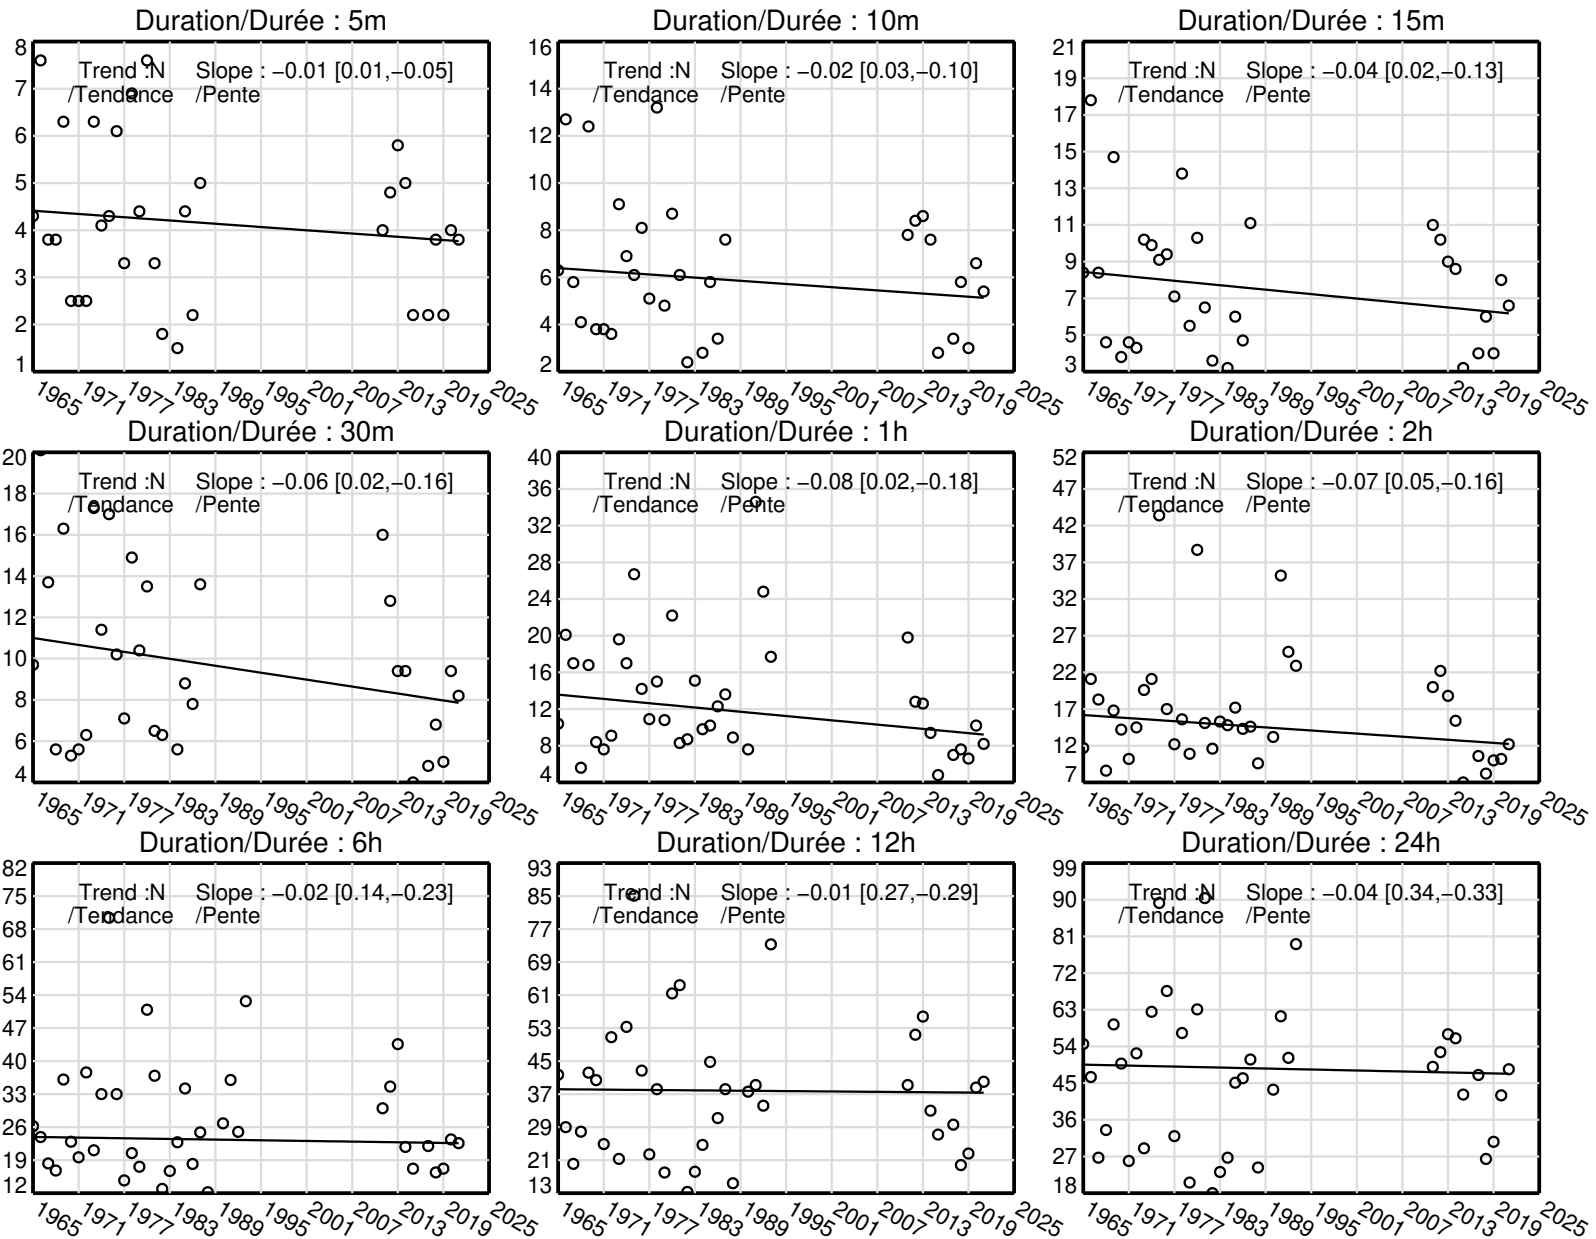 Duration/Durée : 5m
Trend :N Slope : −0.01 [0.01,−0.05]
/Tendance /Pente
8
7
6
5
4
3
2
1
1965 1971 1977 1983 1989 1995 2001 2007 2013 2019 2025
Duration/Durée : 10m
Trend :N Slope : −0.02 [0.03,−0.10]
/Tendance /Pente
16
14
12
10
8
6
4
2
1965 1971 1977 1983 1989 1995 2001 2007 2013 2019 2025
Duration/Durée : 15m
Trend :N Slope : −0.04 [0.02,−0.13]
/Tendance /Pente
21
19
17
15
13
11
9
7
5
3
1965 1971 1977 1983 1989 1995 2001 2007 2013 2019 2025
Duration/Durée : 30m
Trend :N Slope : −0.06 [0.02,−0.16]
/Tendance /Pente
20
18
16
14
12
10
8
6
4
1965 1971 1977 1983 1989 1995 2001 2007 2013 2019 2025
Duration/Durée : 1h
Trend :N Slope : −0.08 [0.02,−0.18]
/Tendance /Pente
40
36
32
28
24
20
16
12
8
4
1965 1971 1977 1983 1989 1995 2001 2007 2013 2019 2025
Duration/Durée : 2h
Trend :N Slope : −0.07 [0.05,−0.16]
/Tendance /Pente
52
47
42
37
32
27
22
17
12
7
1965 1971 1977 1983 1989 1995 2001 2007 2013 2019 2025
Duration/Durée : 6h
Trend :N Slope : −0.02 [0.14,−0.23]
/Tendance /Pente
82
75
68
61
54
47
40
33
26
19
12
1965 1971 1977 1983 1989 1995 2001 2007 2013 2019 2025
Duration/Durée : 12h
Trend :N Slope : −0.01 [0.27,−0.29]
/Tendance /Pente
93
85
77
69
61
53
45
37
29
21
13
1965 1971 1977 1983 1989 1995 2001 2007 2013 2019 2025
Duration/Durée : 24h
Trend :N Slope : −0.04 [0.34,−0.33]
/Tendance /Pente
99
90
81
72
63
54
45
36
27
18
1965 1971 1977 1983 1989 1995 2001 2007 2013 2019 2025